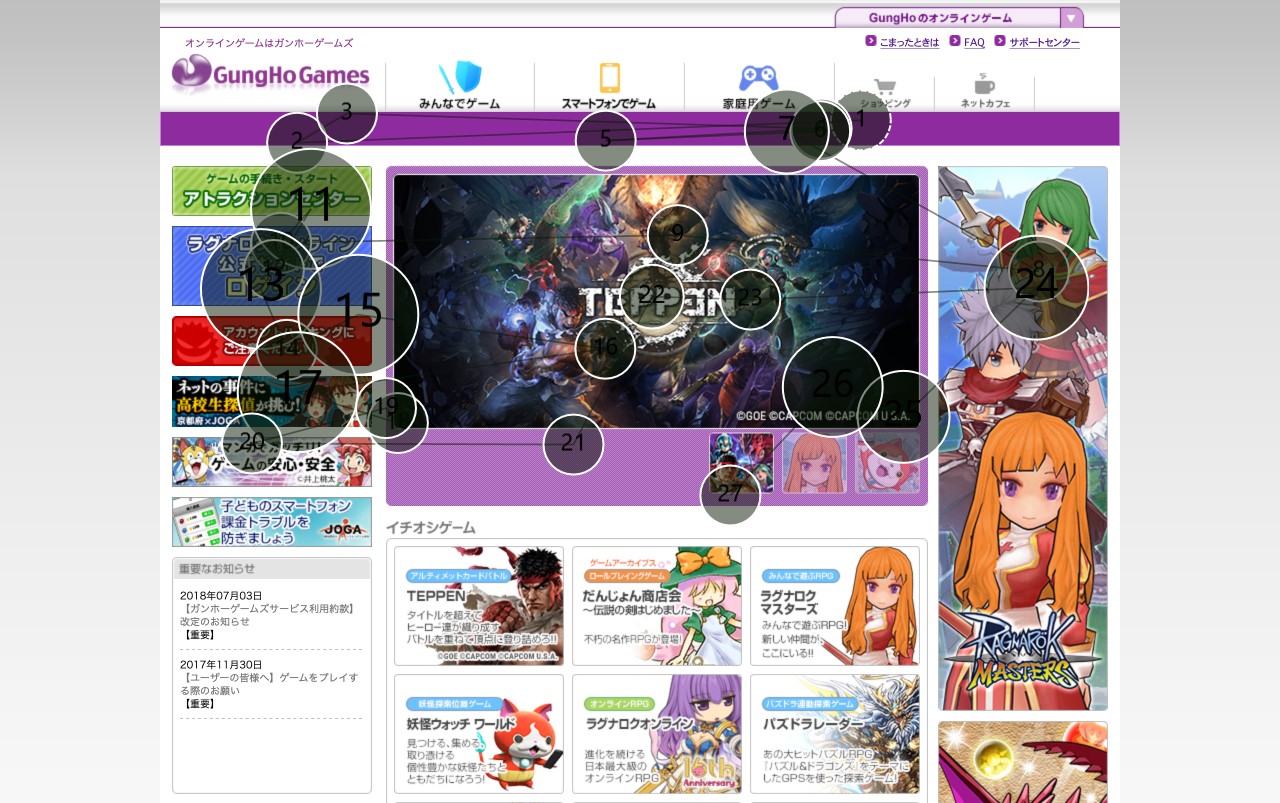 GungHoのオンラインゲーム
オンラインゲームはガンホーゲームズ
こまったときは
FAQ
サポートセンター
GungHo Games
みんなでゲーム
スマートフォンでゲーム
家庭用ゲーム
ショッピング
ネットカフェ
1
2
3
5
6
7
ゲームの手続き・スタート
アトラクションセンター
11
9
8
24
13
15
22
23
TEPPEN
16
アカウント
ご注意ください
14
17
ネットの事件に
高校生探偵が挑む!
京都府×JOGA
19
26
25
©GOE ©CAPCOM ©CAPCOM U.S.A.
20
21
ゲームの安心・安全
©井上桃太
27
子どものスマートフォン
課金トラブルを
防ぎましょう
JOGA
イチオシゲーム
重要なお知らせ
2018年07月03日
【ガンホーゲームズサービス利用約款】
改定のお知らせ
【重要】
2017年11月30日
【ユーザーの皆様へ】ゲームをプレイす
る際のお願い
【重要】
アルティメットカードバトル
TEPPEN
タイトルを超えて
ヒーロー達が織り成す
バトルを重ねて頂点に登り詰めろ!!
©GOE ©CAPCOM ©CAPCOM U.S.A.
ゲームアーカイブス
ロールプレイングゲーム
だんじょん商店会
～伝説の剣はじめました～
不朽の名作RPGが登場!
みんなで遊ぶRPG
ラグナロク
マスターズ
みんなで遊ぶRPG!
新しい仲間が、
ここにいる!!
RAGNARÖK
MASTERS
妖怪探索位置ゲーム
妖怪ウォッチ ワールド
見つける、集める、
取り憑ける
個性豊かな妖怪たちと
ともだちになろう!
オンラインRPG
ラグナロクオンライン
進化を続ける
日本最大級の
オンラインRPG
16th
Anniversary
パズドラ連動探索ゲーム
パズドラレーダー
あの大ヒットパズルRPG
『パズル&ドラゴンズ』をテーマに
したGPSを使った探索ゲーム!